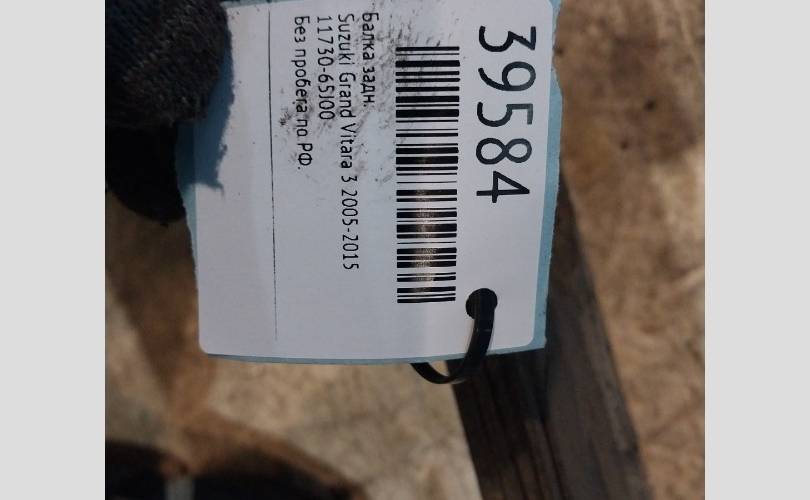 39584
Балка задн.
Suzuki Grand Vitara 3 2005-2015
11730-65J00
Без пробега по РФ.